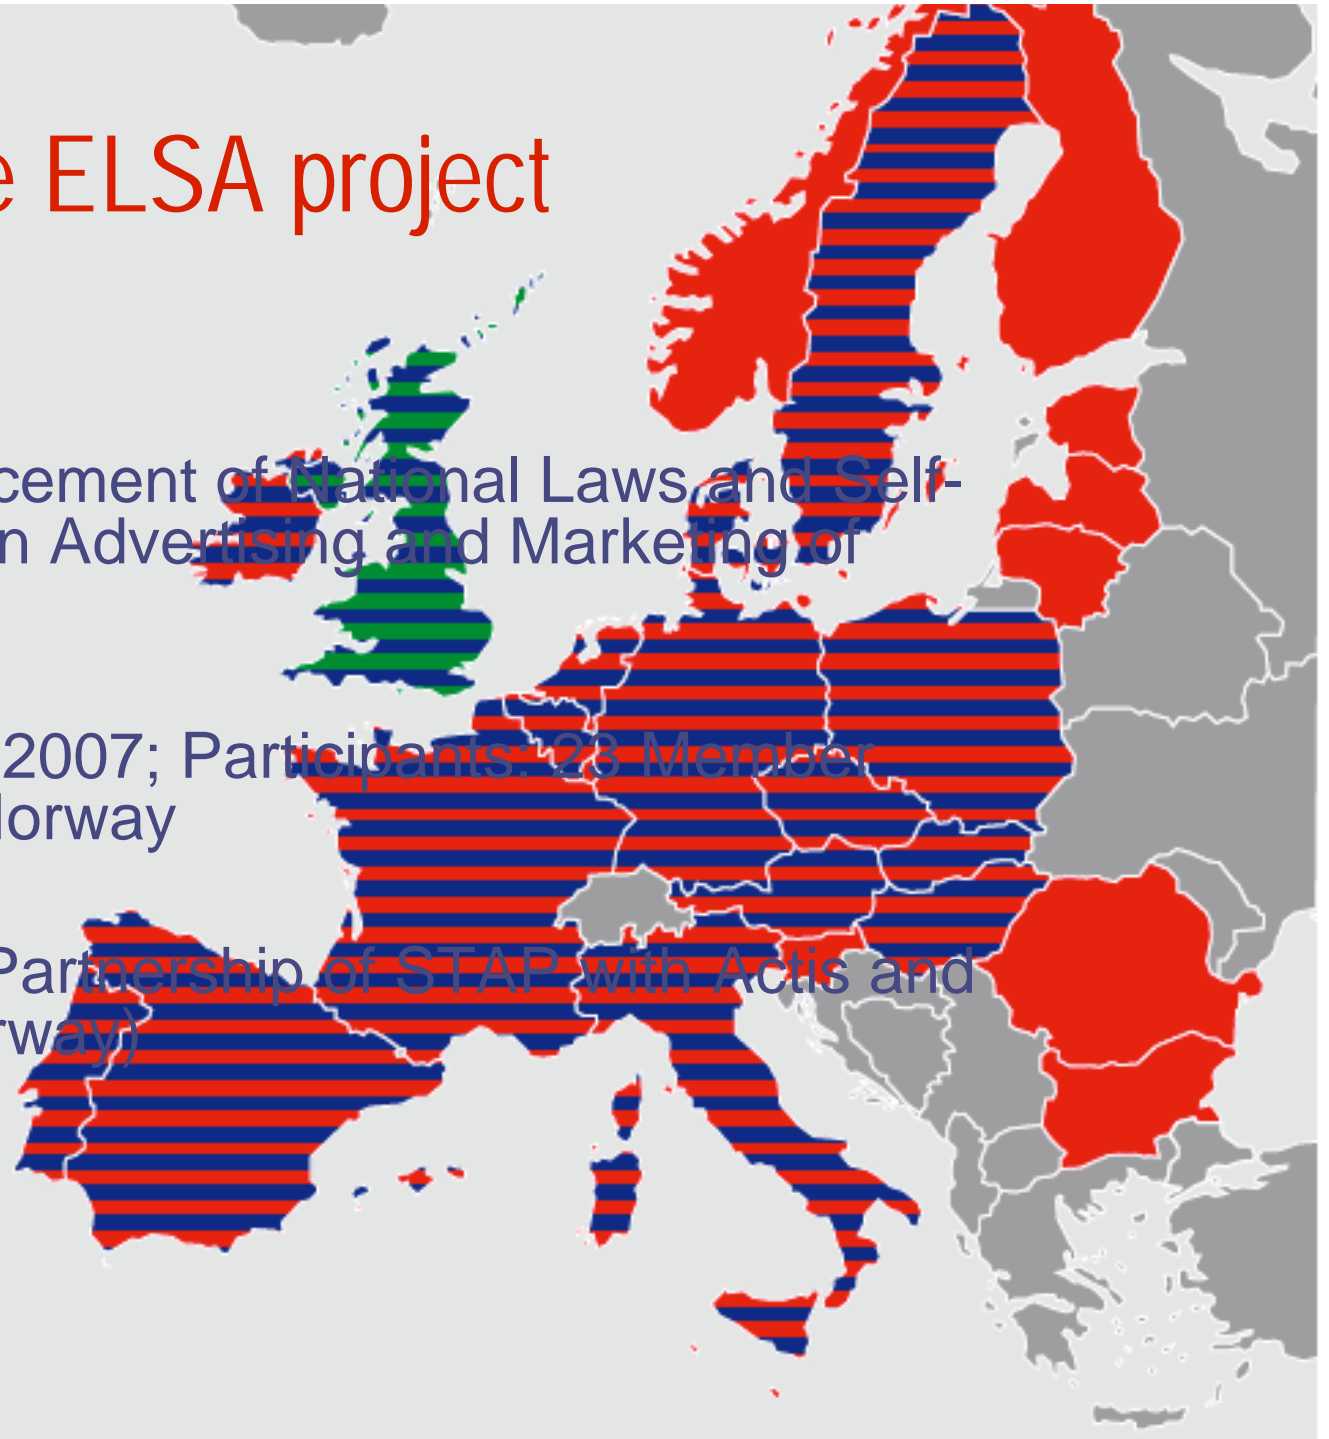 e ELSA project
cement of National Laws and Self-
n Advertising and Marketing of
2007; Participants: 23 Member
lorway
Partnership of STAP with Actis and
rway)